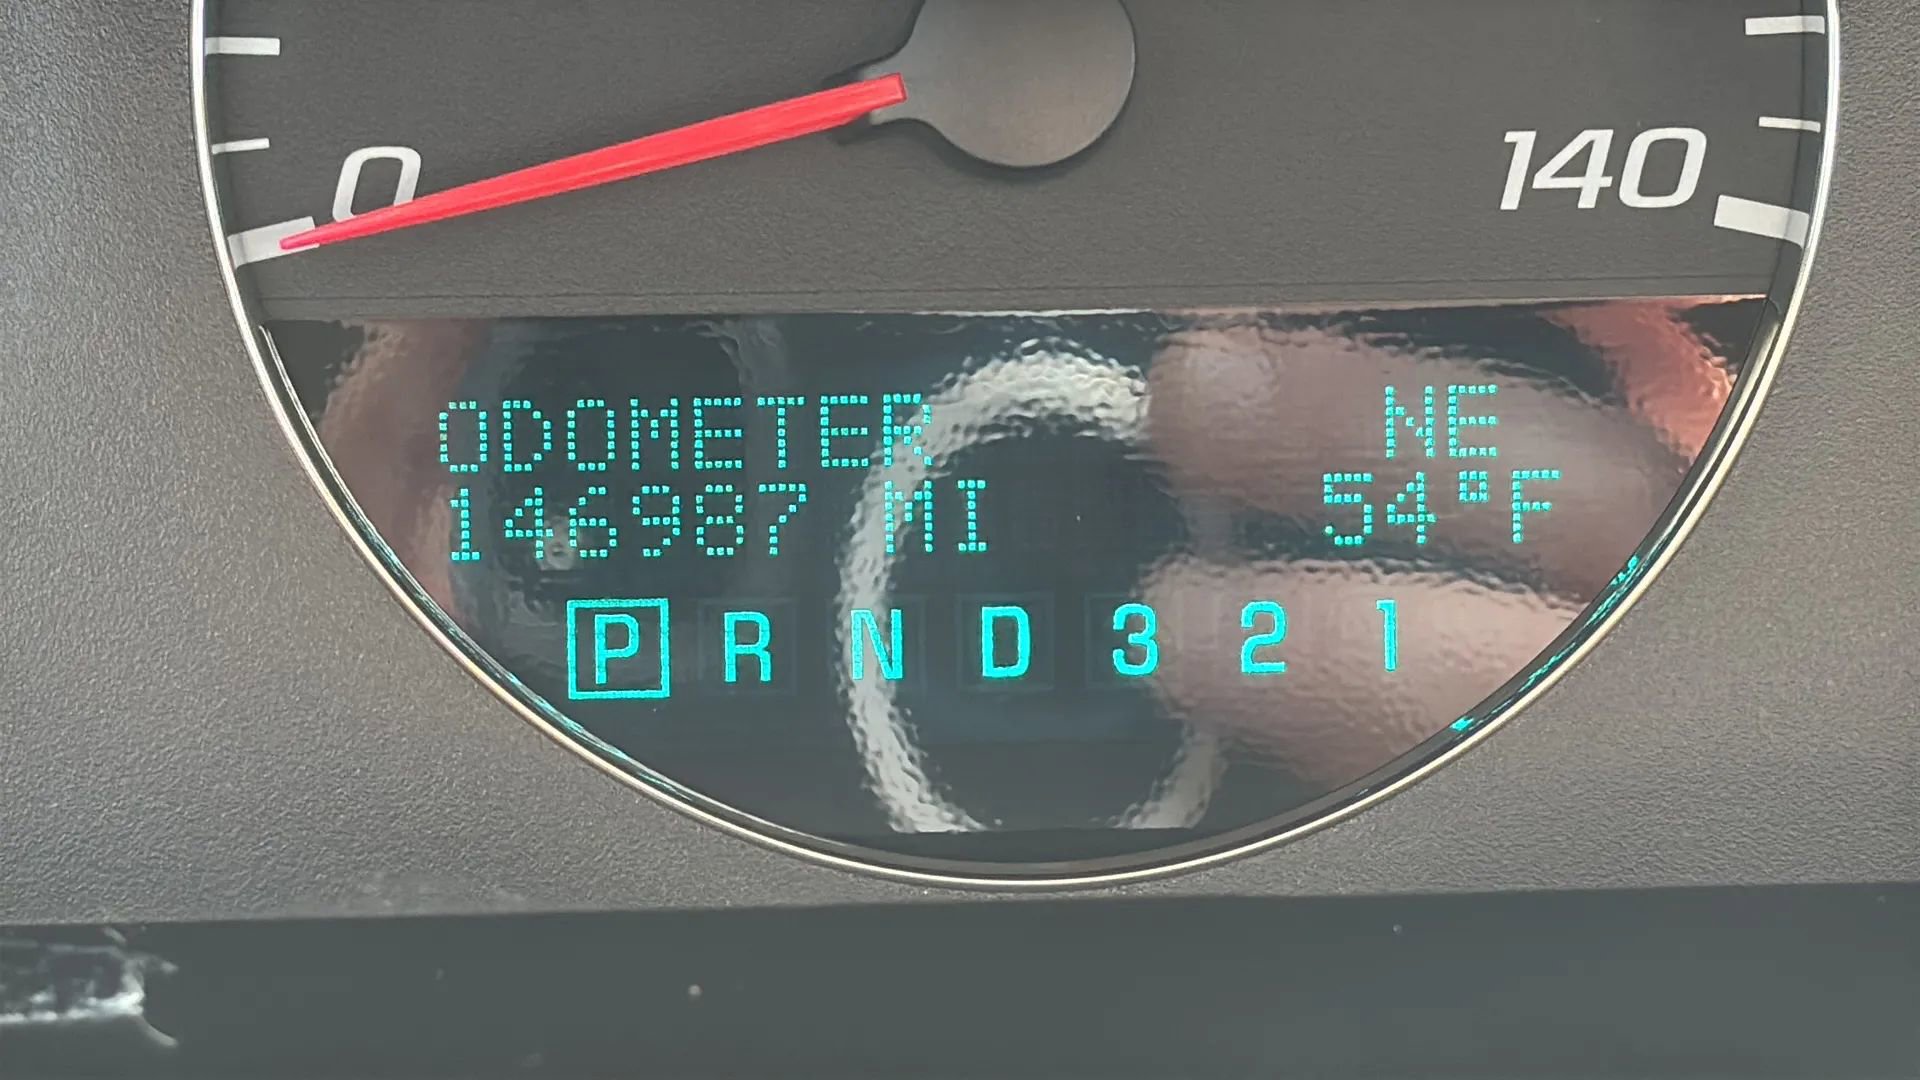 0 140
ODOMETER NE
146987 MI 54°F
P R N D 3 2 1